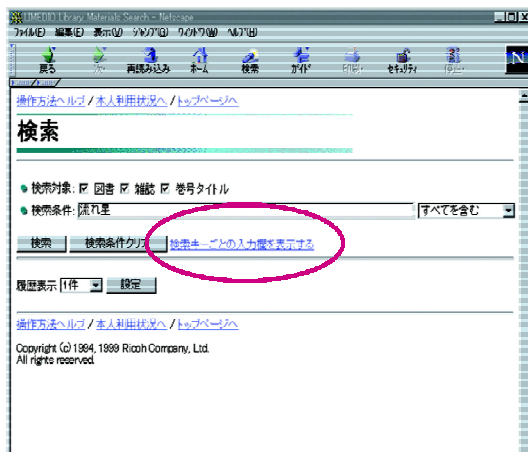 LIMEDIO Library Materials Search - Netscape
ファイル(F) 編集(E) 表示(V) ジャンプ(G) ウィンドウ(W) ヘルプ(H)
戻る 次へ 再読み込み ホーム 検索 ガイド 印刷 セキュリティ 停止
操作方法ヘルプ / 本人利用状況へ / トップページへ
検索
検索対象: 図書 雑誌 巻号タイトル
検索条件: 流れ星 すべてを含む
検索 検索条件クリア 検索キーごとの入力欄を表示する
履歴表示 1件 設定
操作方法ヘルプ / 本人利用状況へ / トップページへ
Copyright (c) 1994, 1999 Ricoh Company, Ltd.
All rights reserved.